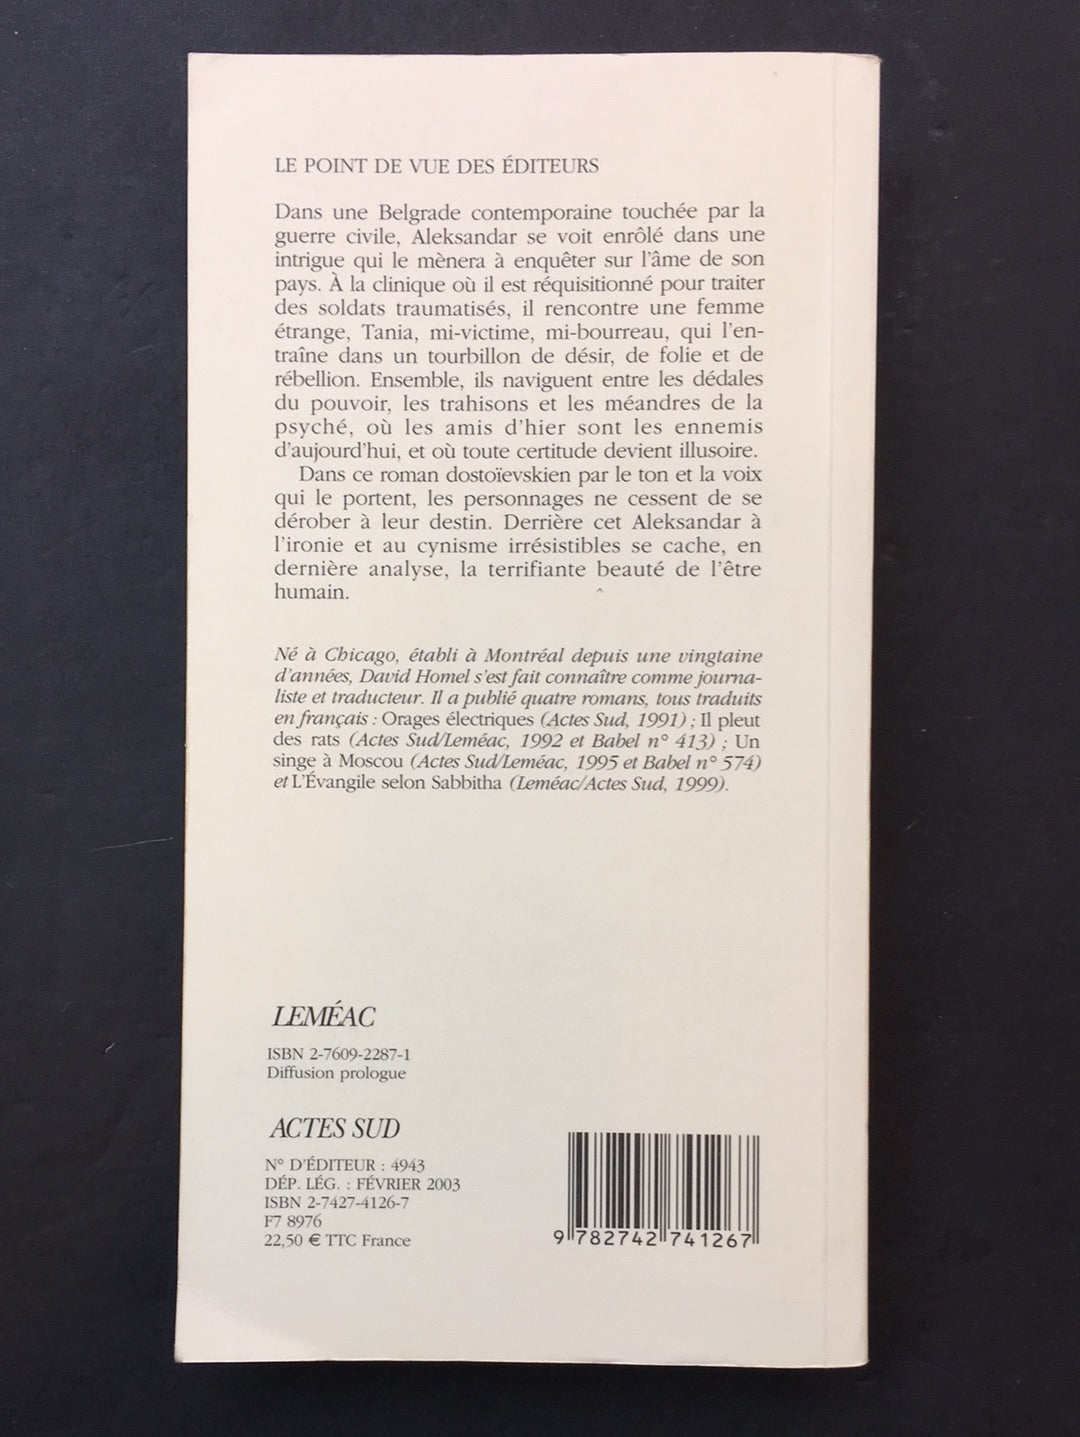 LE POINT DE VUE DES ÉDITEURS
Dans une Belgrade contemporaine touchée par la
guerre civile, Aleksandar se voit enrôlé dans une
intrigue qui le mènera à enquêter sur l'âme de son
pays. À la clinique où il est réquisitionné pour traiter
des soldats traumatisés, il rencontre une femme
étrange, Tania, mi-victime, mi-bourreau, qui l'en-
traîne dans un tourbillon de désir, de folie et de
rébellion. Ensemble, ils naviguent entre les dédales
du pouvoir, les trahisons et les méandres de la
psyché, où les amis d'hier sont les ennemis
d'aujourd'hui, et où toute certitude devient illusoire.
Dans ce roman dostoïevskien par le ton et la voix
qui le portent, les personnages ne cessent de se
dérober à leur destin. Derrière cet Aleksandar à
l'ironie et au cynisme irrésistibles se cache, en
dernière analyse, la terrifiante beauté de l'être
humain.
Né à Chicago, établi à Montréal depuis une vingtaine
d'années, David Homel s'est fait connaître comme journa-
liste et traducteur. Il a publié quatre romans, tous traduits
en français : Orages électriques (Actes Sud, 1991) ; Il pleut
des rats (Actes Sud/Leméac, 1992 et Babel n° 413) ; Un
singe à Moscou (Actes Sud/Leméac, 1995 et Babel n° 574)
et L'Évangile selon Sabbitha (Leméac/Actes Sud, 1999).
LEMÉAC
ISBN 2-7609-2287-1
Diffusion prologue
ACTES SUD
N° D'ÉDITEUR : 4943
DÉP. LÉG. : FÉVRIER 2003
ISBN 2-7427-4126-7
F7 8976
22,50 € TTC France
9 782742 741267